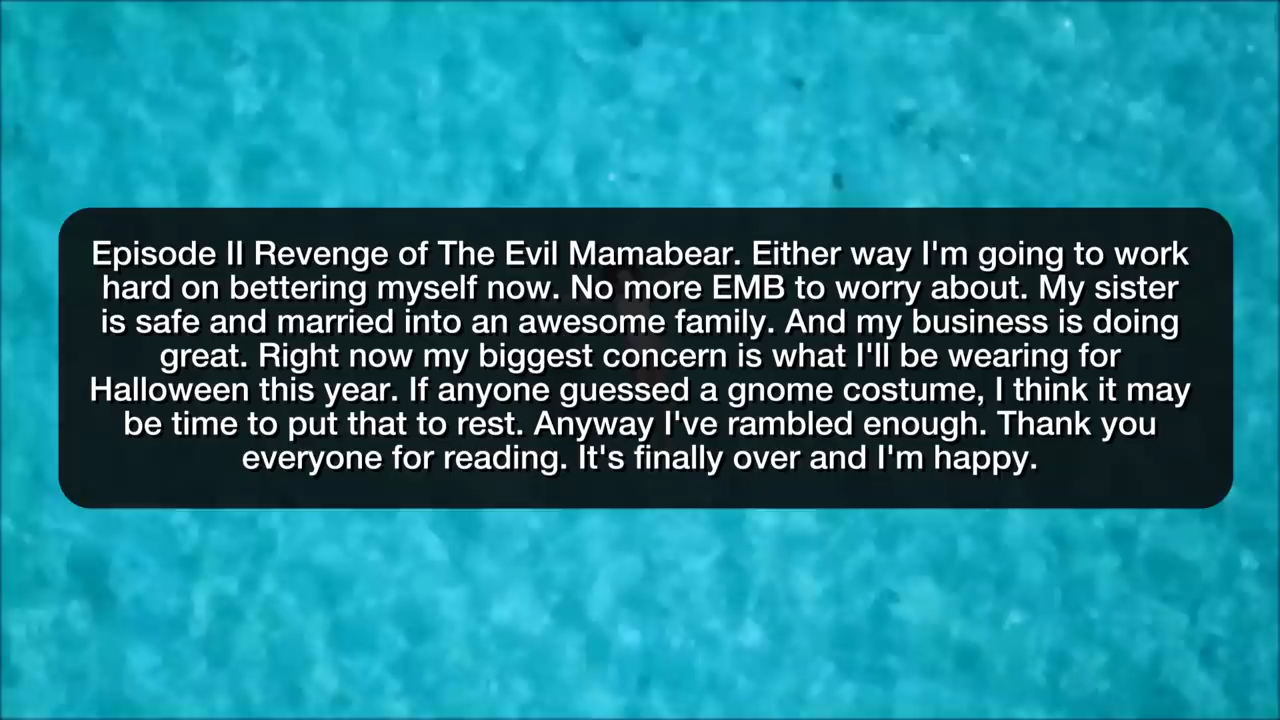 Episode II Revenge of The Evil Mamabear. Either way I'm going to work
hard on bettering myself now. No more EMB to worry about. My sister
is safe and married into an awesome family. And my business is doing
great. Right now my biggest concern is what I'll be wearing for
Halloween this year. If anyone guessed a gnome costume, I think it may
be time to put that to rest. Anyway I've rambled enough. Thank you
everyone for reading. It's finally over and I'm happy.